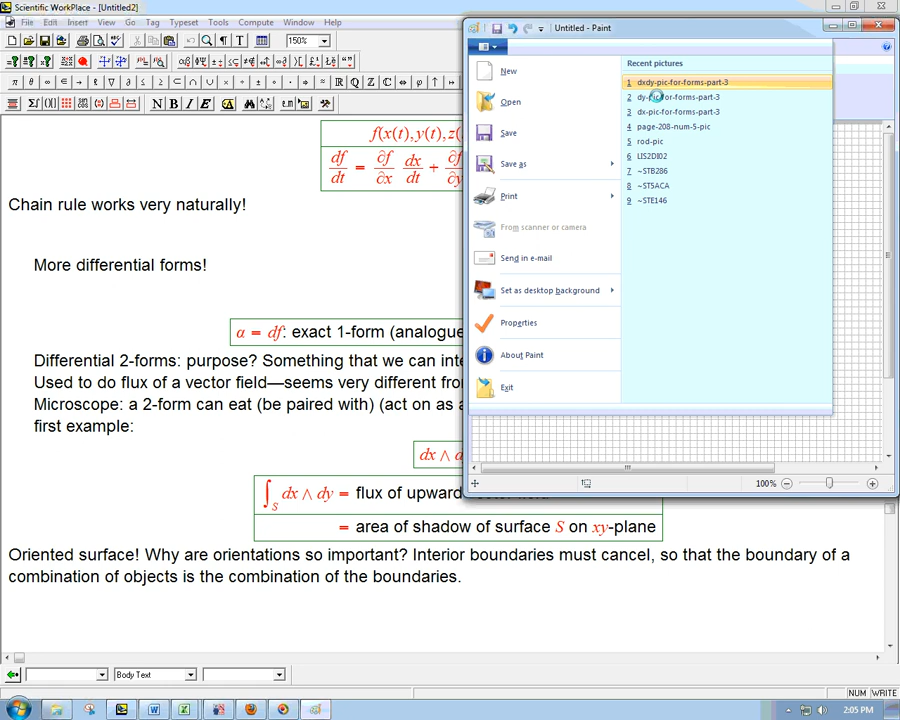 Scientific WorkPlace - [Untitled2]
File Edit Insert View Go Tag Typeset Tools Compute Window Help
150%
f(x(t), y(t), z(
df/dt = ∂f/∂x dx/dt + ∂f/
Chain rule works very naturally!
More differential forms!
α = df: exact 1-form (analogue
Differential 2-forms: purpose? Something that we can inte
Used to do flux of a vector field—seems very different fro
Microscope: a 2-form can eat (be paired with) (act on as a
first example:
dx ∧ d
∫_S dx ∧ dy = flux of upward
= area of shadow of surface S on xy-plane
Oriented surface! Why are orientations so important? Interior boundaries must cancel, so that the boundary of a
combination of objects is the combination of the boundaries.
Body Text
NUM WRITE
2:05 PM
Untitled - Paint
New
Open
Save
Save as
Print
From scanner or camera
Send in e-mail
Set as desktop background
Properties
About Paint
Exit
Recent pictures
1 dxdy-pic-for-forms-part-3
2 dy-pic-for-forms-part-3
3 dx-pic-for-forms-part-3
4 page-208-num-5-pic
5 rod-pic
6 LIS2DI02
7 ~STB286
8 ~ST5ACA
9 ~STE146
100%